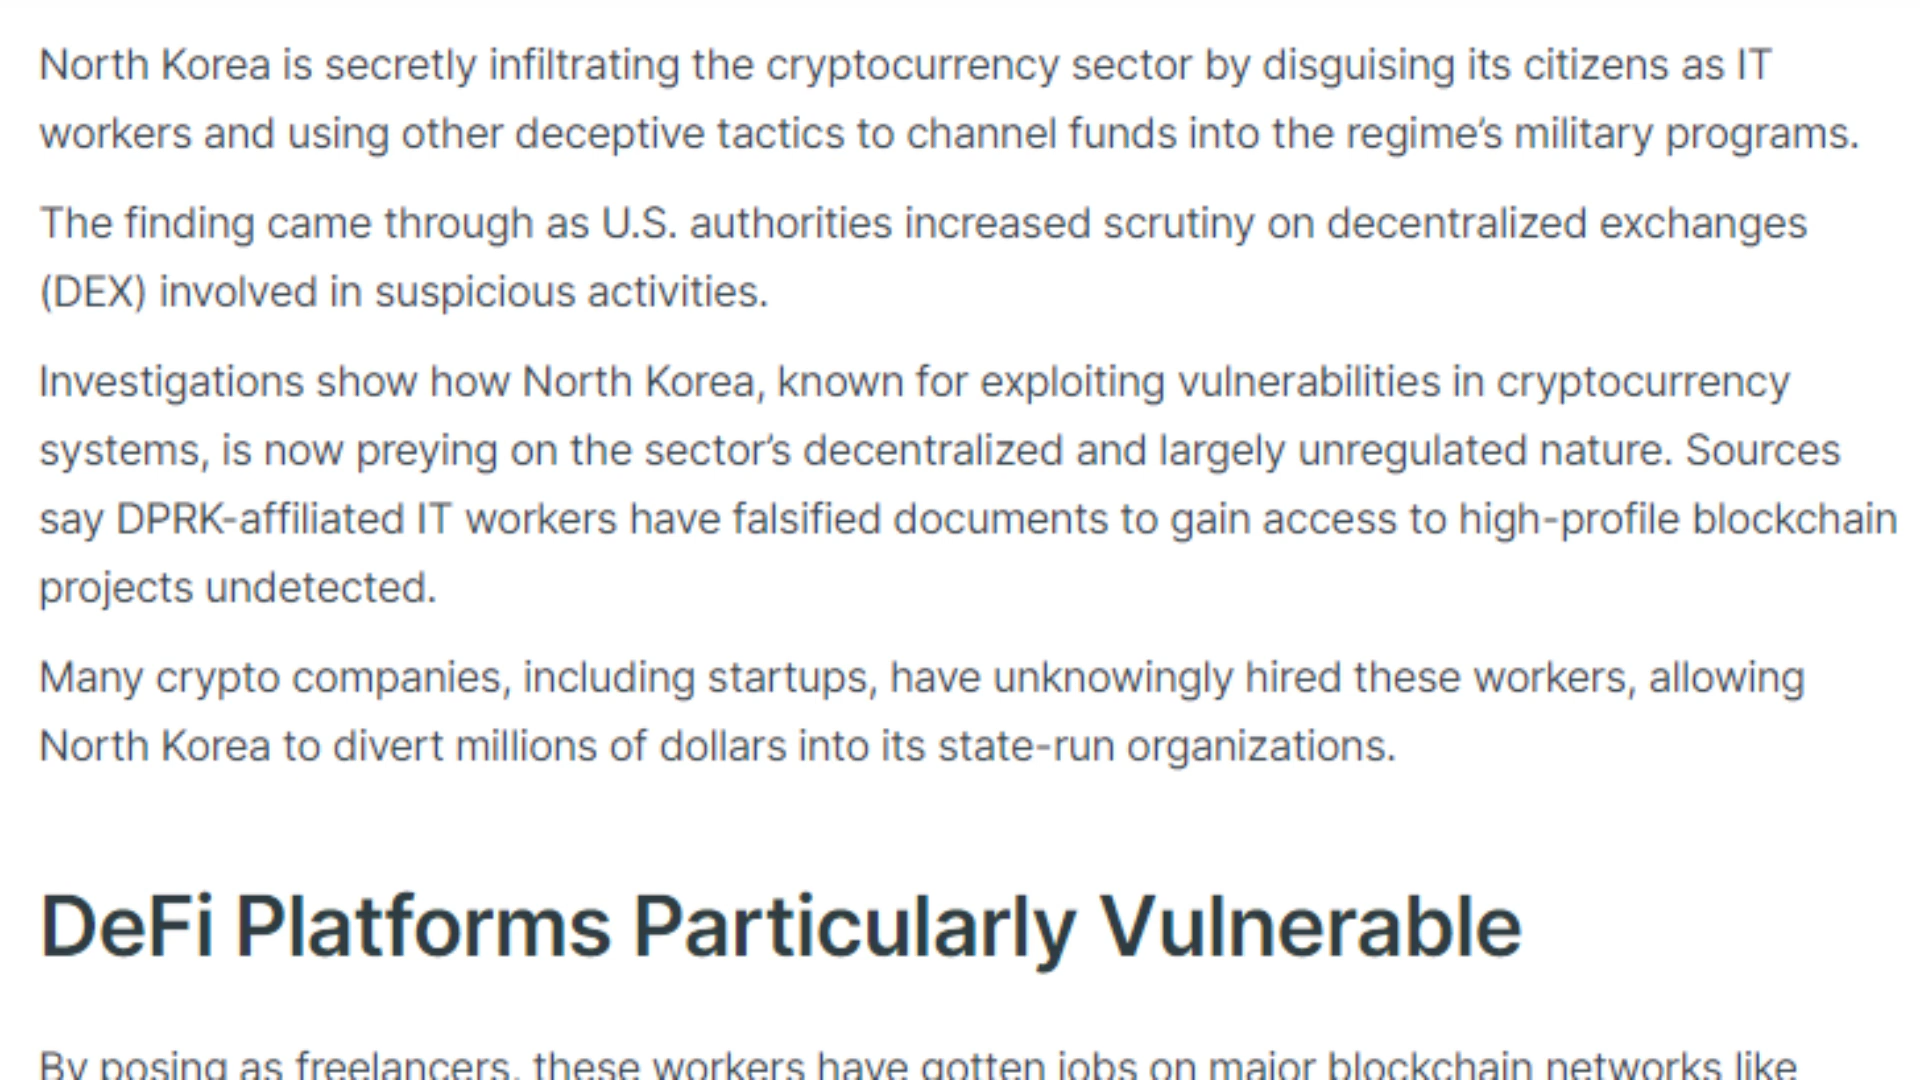 North Korea is secretly infiltrating the cryptocurrency sector by disguising its citizens as IT
workers and using other deceptive tactics to channel funds into the regime’s military programs.
The finding came through as U.S. authorities increased scrutiny on decentralized exchanges
(DEX) involved in suspicious activities.
Investigations show how North Korea, known for exploiting vulnerabilities in cryptocurrency
systems, is now preying on the sector’s decentralized and largely unregulated nature. Sources
say DPRK-affiliated IT workers have falsified documents to gain access to high-profile blockchain
projects undetected.
Many crypto companies, including startups, have unknowingly hired these workers, allowing
North Korea to divert millions of dollars into its state-run organizations.
DeFi Platforms Particularly Vulnerable
By posing as freelancers, these workers have gotten jobs on major blockchain networks like